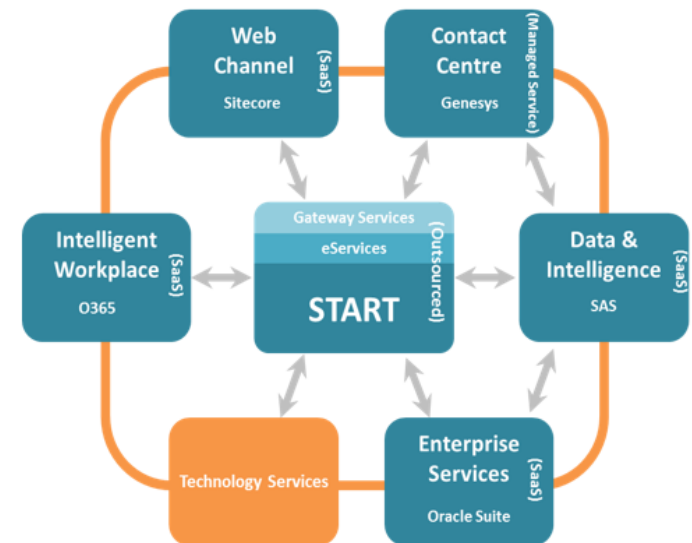 Web
Channel
Sitecore
(SaaS)
Contact
Centre
Genesys
(Managed Service)
Intelligent
Workplace
O365
(SaaS)
Gateway Services
eServices
START
(Outsourced)
Data &
Intelligence
SAS
(SaaS)
Technology Services
Enterprise
Services
Oracle Suite
(SaaS)